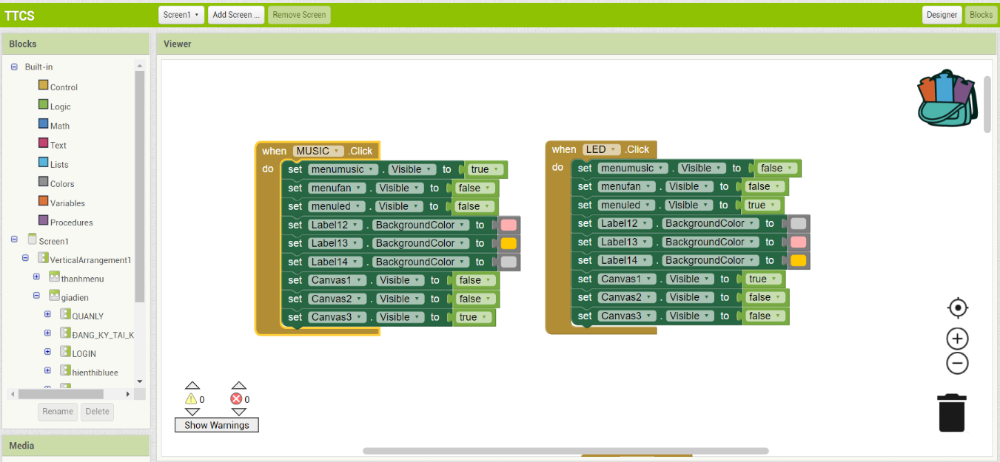 TTCS
Screen1
Add Screen ...
Remove Screen
Designer
Blocks
Blocks
Viewer
Built-in
Control
Logic
Math
Text
Lists
Colors
Variables
Procedures
Screen1
VerticalArrangement1
thanhmenu
giadien
QUANLY
ĐANG_KY_TAI_K
LOGIN
hienthibluee
Rename
Delete
Media
when MUSIC .Click
do set menumusic . Visible to true
set menufan . Visible to false
set menuled . Visible to false
set Label12 . BackgroundColor to
set Label13 . BackgroundColor to
set Label14 . BackgroundColor to
set Canvas1 . Visible to false
set Canvas2 . Visible to false
set Canvas3 . Visible to true
when LED .Click
do set menumusic . Visible to false
set menufan . Visible to false
set menuled . Visible to true
set Label12 . BackgroundColor to
set Label13 . BackgroundColor to
set Label14 . BackgroundColor to
set Canvas1 . Visible to true
set Canvas2 . Visible to false
set Canvas3 . Visible to false
0
0
Show Warnings